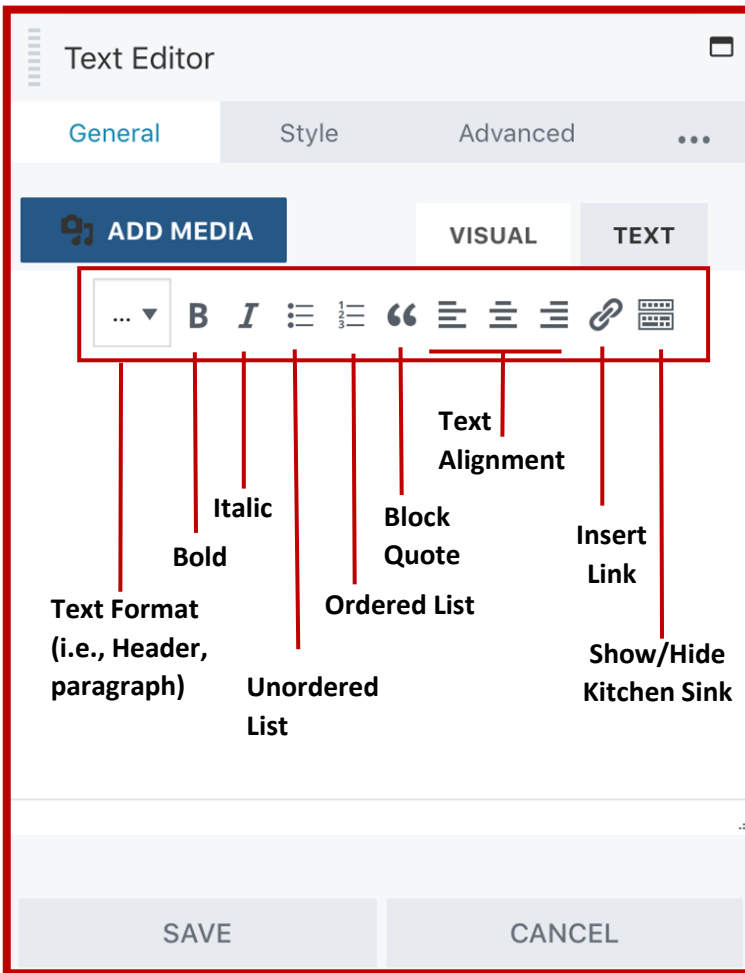 Text Editor
General Style Advanced ...
ADD MEDIA VISUAL TEXT
... B I
Text
Alignment
Italic
Block
Quote
Insert
Link
Bold
Ordered List
Text Format
(i.e., Header,
paragraph)
Unordered
List
Show/Hide
Kitchen Sink
SAVE CANCEL